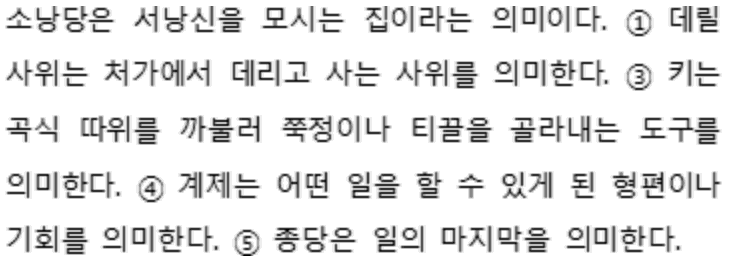 소낭당은 서낭신을 모시는 집이라는 의미이다. ① 데릴
사위는 처가에서 데리고 사는 사위를 의미한다. ③ 키는
곡식 따위를 까불러 쭉정이나 티끌을 골라내는 도구를
의미한다. ④ 계제는 어떤 일을 할 수 있게 된 형편이나
기회를 의미한다. ⑤ 종당은 일의 마지막을 의미한다.